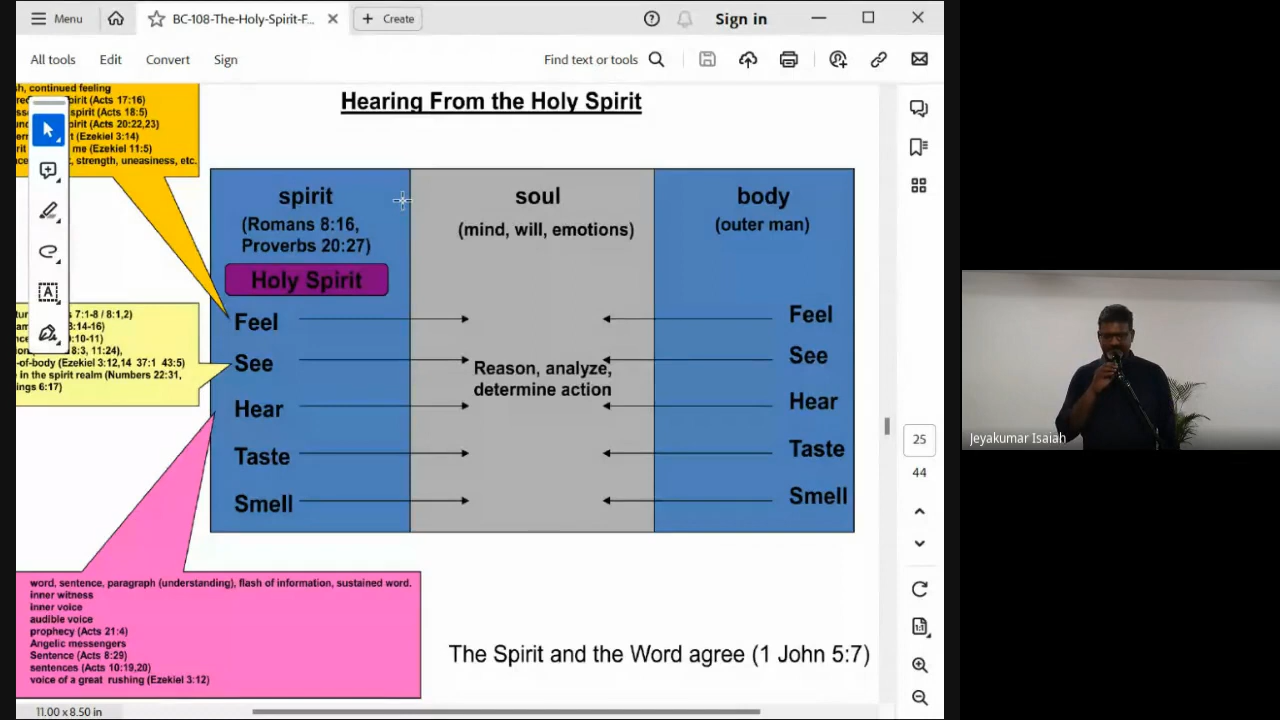 Menu
BC-108-The-Holy-Spirit-F...
Create
Sign in
All tools
Edit
Convert
Sign
Find text or tools
Hearing From the Holy Spirit
continued feeling
spirit (Acts 17:16)
spirit (Acts 18:5)
(Acts 20:22,23)
(Ezekiel 3:14)
me (Ezekiel 11:5)
strength, uneasiness, etc.
spirit
(Romans 8:16,
Proverbs 20:27)
Holy Spirit
Feel
See
Hear
Taste
Smell
soul
(mind, will, emotions)
Reason, analyze,
determine action
body
(outer man)
Feel
See
Hear
Taste
Smell
7:1-8 / 8:1,2)
8:3, 11:24),
-of-body (Ezekiel 3:12,14 37:1 43:5)
in the spirit realm (Numbers 22:31,
6:17)
word, sentence, paragraph (understanding), flash of information, sustained word.
inner witness
inner voice
audible voice
prophecy (Acts 21:4)
Angelic messengers
Sentence (Acts 8:29)
sentences (Acts 10:19,20)
voice of a great rushing (Ezekiel 3:12)
The Spirit and the Word agree (1 John 5:7)
25
44
11.00 x 8.50 in
Jeyakumar Isaiah